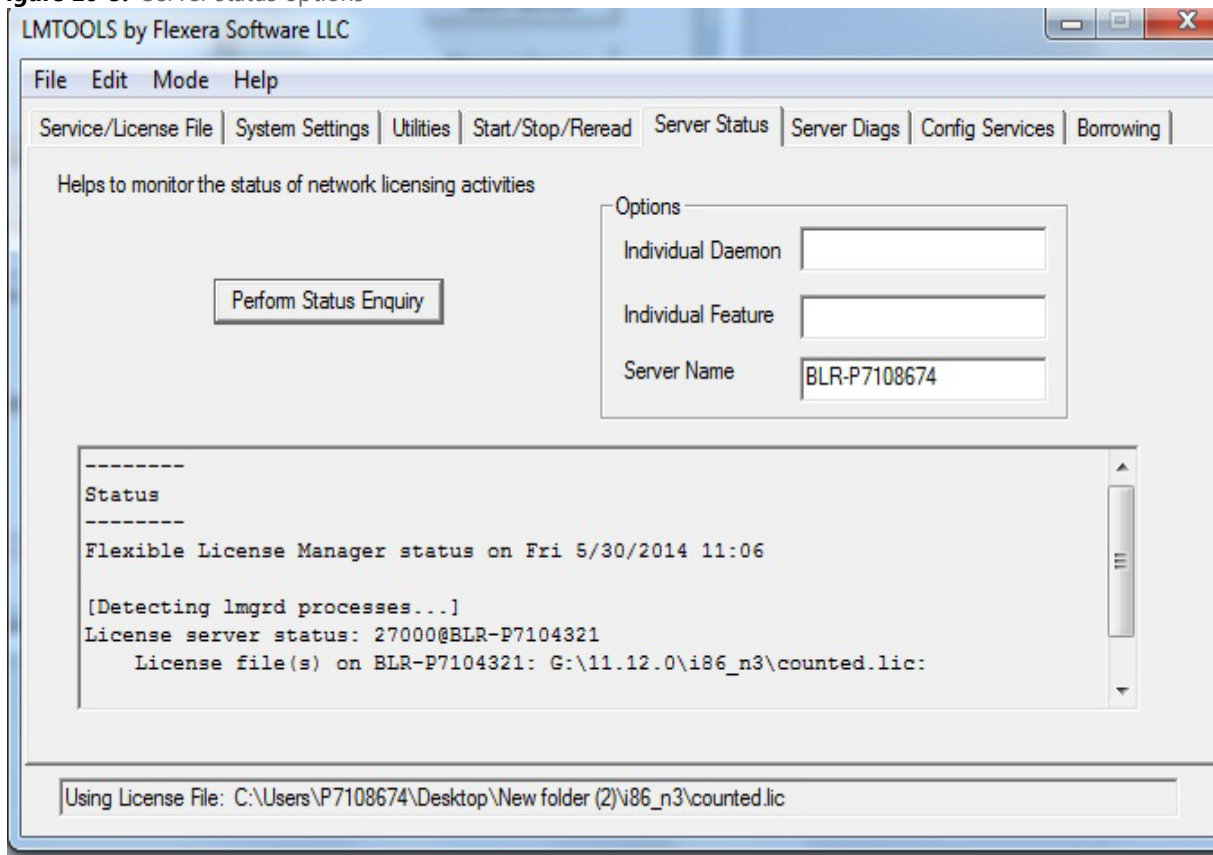 LMTOOLS by Flexera Software LLC
File Edit Mode Help
Service/License File System Settings Utilities Start/Stop/Reread Server Status Server Diags Config Services Borrowing
Helps to monitor the status of network licensing activities
Options
Individual Daemon
Perform Status Enquiry
Individual Feature
Server Name BLR-P7108674
--------
Status
--------
Flexible License Manager status on Fri 5/30/2014 11:06
[Detecting lmgrd processes...]
License server status: 27000@BLR-P7104321
License file(s) on BLR-P7104321: G:\11.12.0\i86_n3\counted.lic:
Using License File: C:\Users\P7108674\Desktop\New folder (2)\i86_n3\counted.lic